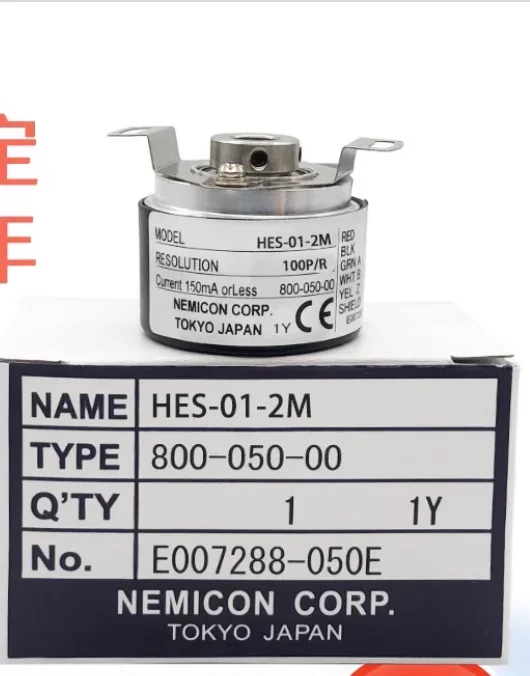 MODEL HES-01-2M
RESOLUTION 100P/R
Current 150mA orLess 800-050-00
NEMICON CORP.
TOKYO JAPAN 1Y CE
RED
BLK
GRN A
WHT B
YEL Z
SHIELD
NAME HES-01-2M
TYPE 800-050-00
Q'TY 1 1Y
No. E007288-050E
NEMICON CORP.
TOKYO JAPAN